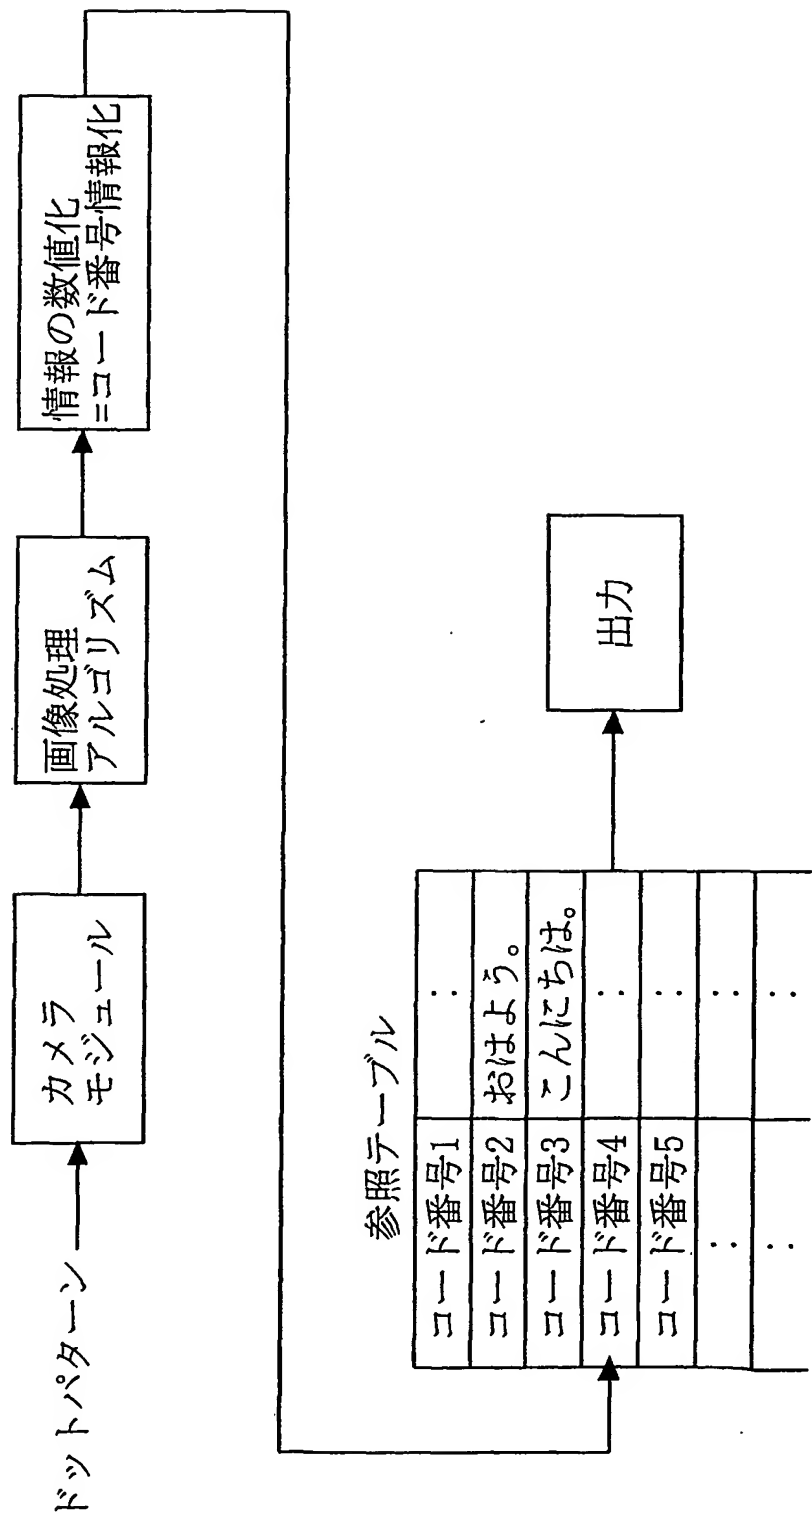 ドットパターン
カメラ
モジュール
画像処理
アルゴリズム
情報の数値化
=コード番号情報化
参照テーブル
コード番号1 :
コード番号2 おはよう。
コード番号3 こんにちは。
コード番号4 :
コード番号5 :
: :
: :
出力